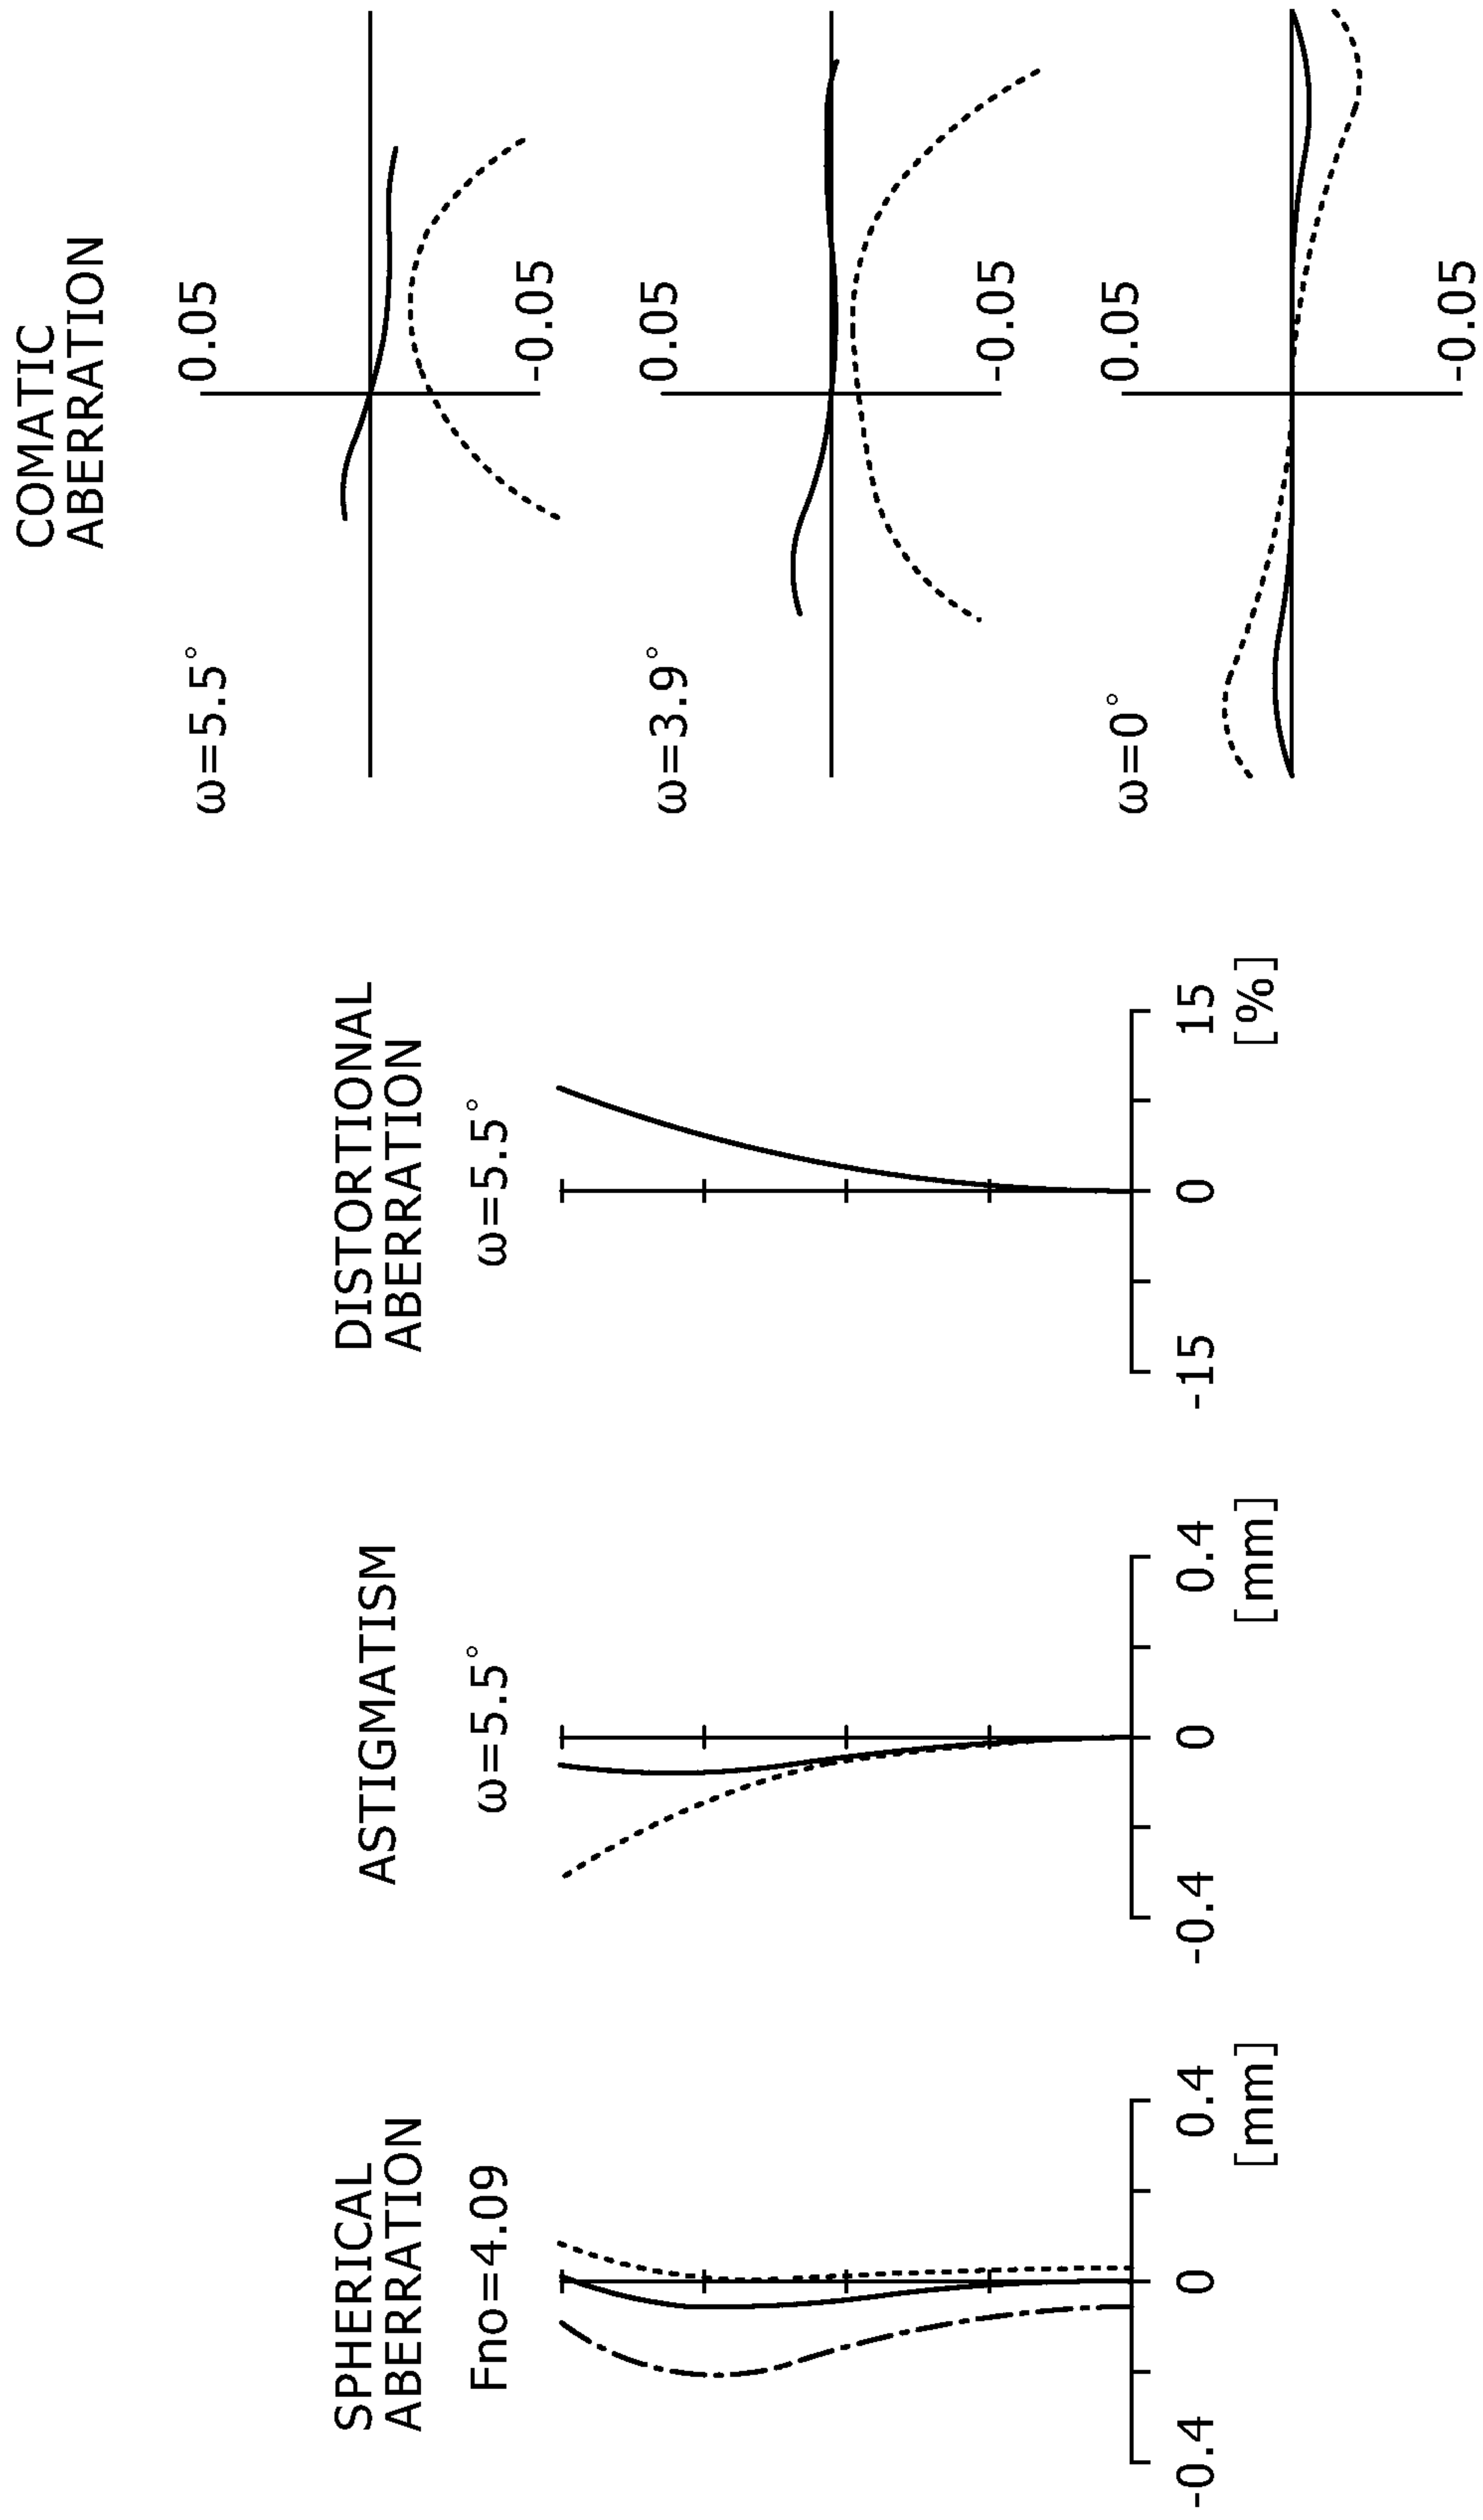 SPHERICAL
ABERRATION
Fno=4.09
-0.4
0
0.4
[mm]
ASTIGMATISM
ω=5.5°
-0.4
0
0.4
[mm]
DISTORTIONAL
ABERRATION
ω=5.5°
-15
0
15
[%]
COMATIC
ABERRATION
ω=5.5°
0.05
-0.05
ω=3.9°
0.05
-0.05
ω=0°
0.05
-0.05